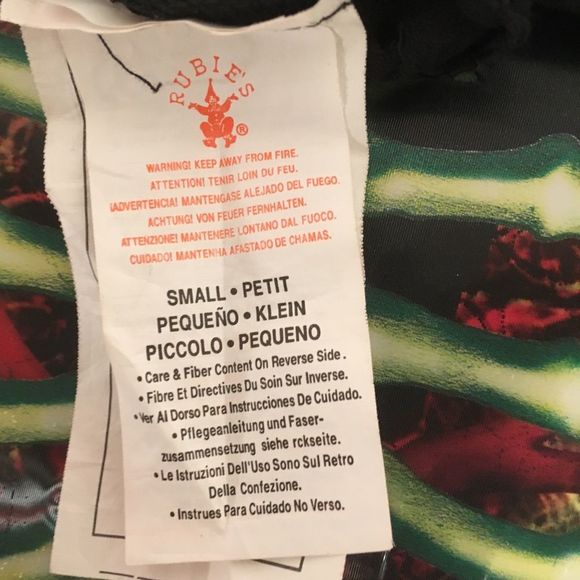 RUBIE'S
®
WARNING! KEEP AWAY FROM FIRE.
ATTENTION! TENIR LOIN DU FEU.
¡ADVERTENCIA! MANTENGASE ALEJADO DEL FUEGO.
ACHTUNG! VON FEUER FERNHALTEN.
ATTENZIONE! MANTENERE LONTANO DAL FUOCO.
CUIDADO! MANTENHA AFASTADO DE CHAMAS.
SMALL • PETIT
PEQUEÑO • KLEIN
PICCOLO • PEQUENO
• Care & Fiber Content On Reverse Side.
• Fibre Et Directives Du Soin Sur Inverse.
• Ver Al Dorso Para Instrucciones De Cuidado.
• Pflegeanleitung und Faser-
zusammensetzung siehe rckseite.
• Le Istruzioni Dell'Uso Sono Sul Retro
Della Confezione.
• Instrues Para Cuidado No Verso.